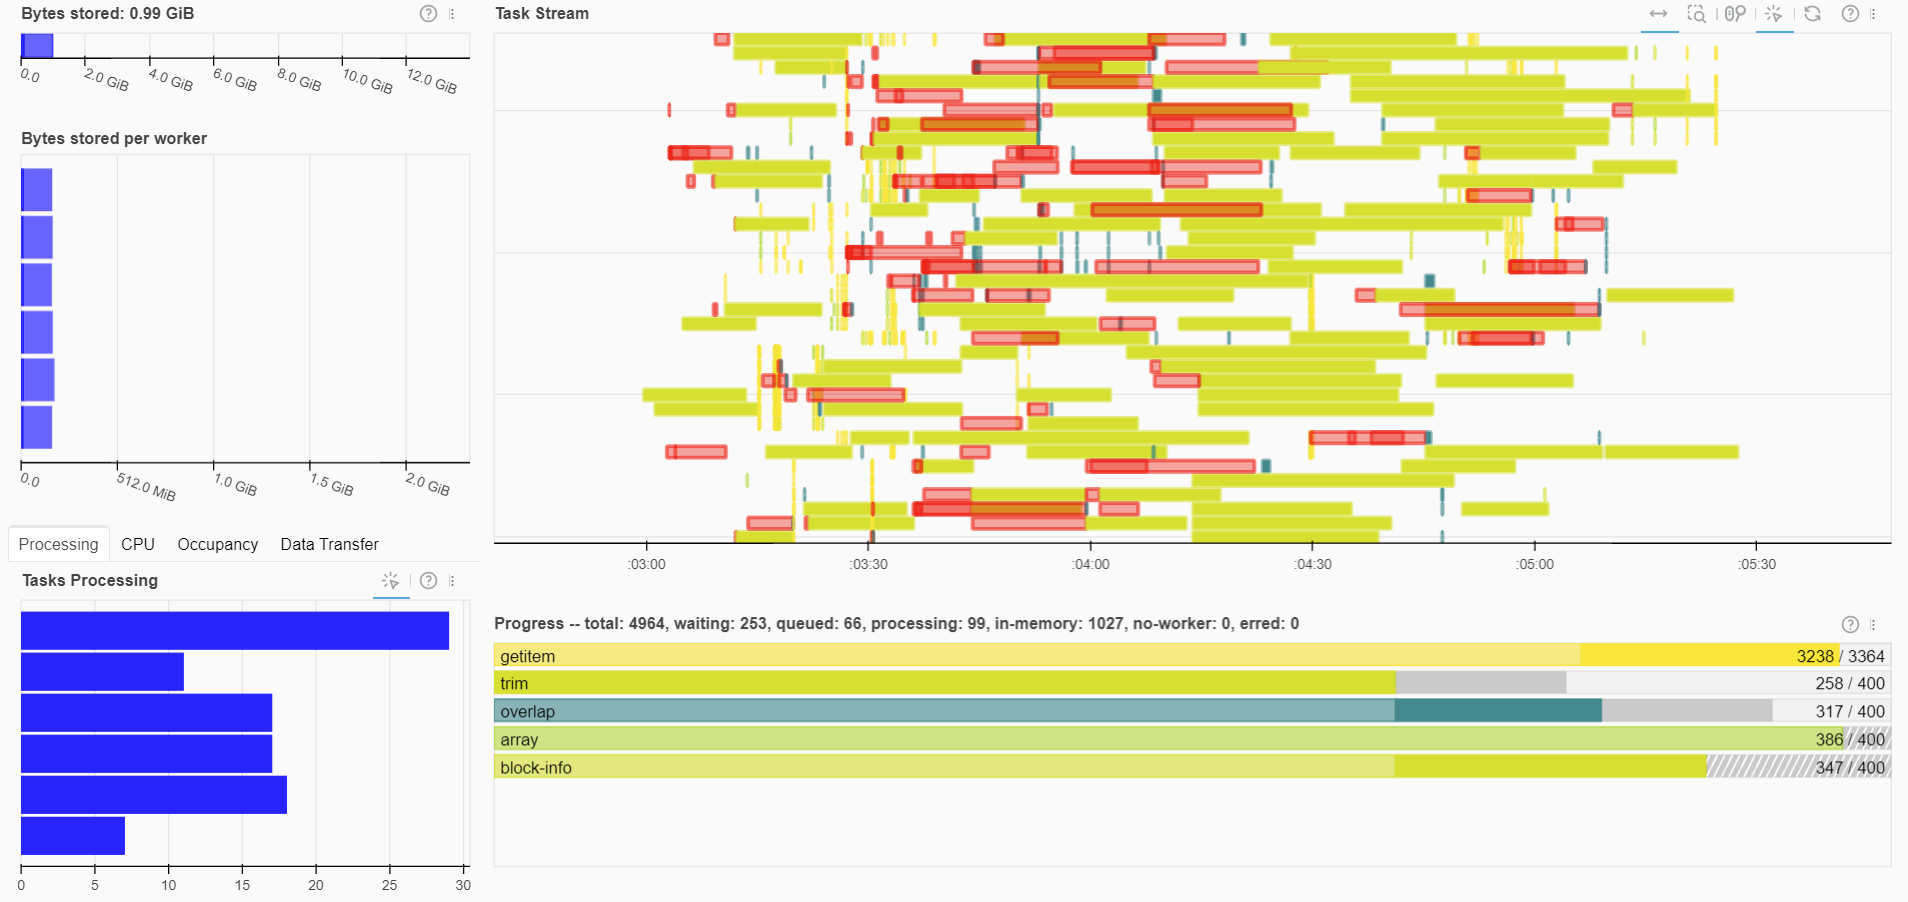 Bytes stored: 0.99 GiB
0.0 2.0 GiB 4.0 GiB 6.0 GiB 8.0 GiB 10.0 GiB 12.0 GiB
Bytes stored per worker
0.0 512.0 MiB 1.0 GiB 1.5 GiB 2.0 GiB
Processing CPU Occupancy Data Transfer
Tasks Processing
0 5 10 15 20 25 30
Task Stream
:03:00 :03:30 :04:00 :04:30 :05:00 :05:30
Progress -- total: 4964, waiting: 253, queued: 66, processing: 99, in-memory: 1027, no-worker: 0, erred: 0
getitem 3238 / 3364
trim 258 / 400
overlap 317 / 400
array 386 / 400
block-info 347 / 400